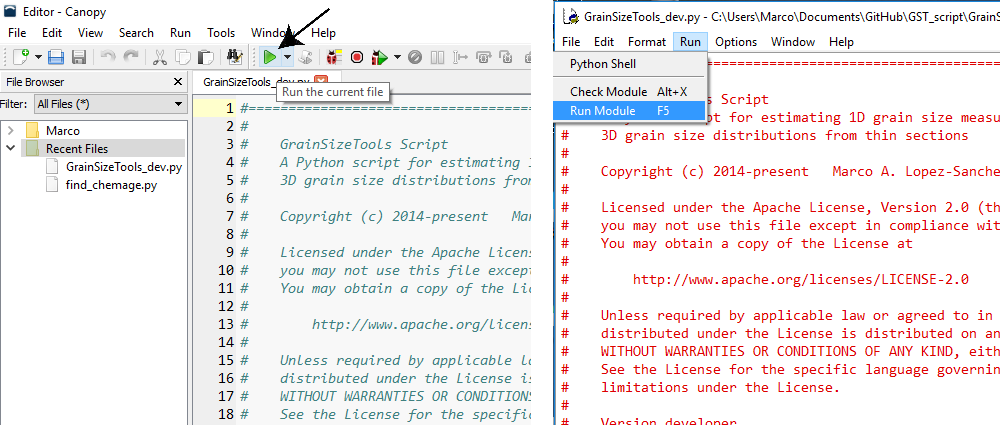 Editor - Canopy
File Edit View Search Run Tools Window Help
File Browser
Filter: All Files (*)
Marco
Recent Files
GrainSizeTools_dev.py
find_chemage.py
GrainSizeTools_dev.py
Run the current file
1 #=======================================
2 #
3 # GrainSizeTools Script
4 # A Python script for estimating
5 # 3D grain size distributions from
6 #
7 # Copyright (c) 2014-present Mar
8 #
9 # Licensed under the Apache Licens
10 # you may not use this file except
11 # You may obtain a copy of the Lic
12 #
13 # http://www.apache.org/licens
14 #
15 # Unless required by applicable la
16 # distributed under the License is
17 # WITHOUT WARRANTIES OR CONDITIONS
18 # See the License for the specific
GrainSizeTools_dev.py - C:\Users\Marco\Documents\GitHub\GST_script\GrainS
File Edit Format Run Options Window Help
Python Shell
Check Module Alt+X
Run Module F5
s Script
cript for estimating 1D grain size measu
# 3D grain size distributions from thin sections
#
# Copyright (c) 2014-present Marco A. Lopez-Sanche
#
# Licensed under the Apache License, Version 2.0 (th
# you may not use this file except in compliance wit
# You may obtain a copy of the License at
#
# http://www.apache.org/licenses/LICENSE-2.0
#
# Unless required by applicable law or agreed to in
# distributed under the License is distributed on an
# WITHOUT WARRANTIES OR CONDITIONS OF ANY KIND, eith
# See the License for the specific language governin
# limitations under the License.
#
# Version developer